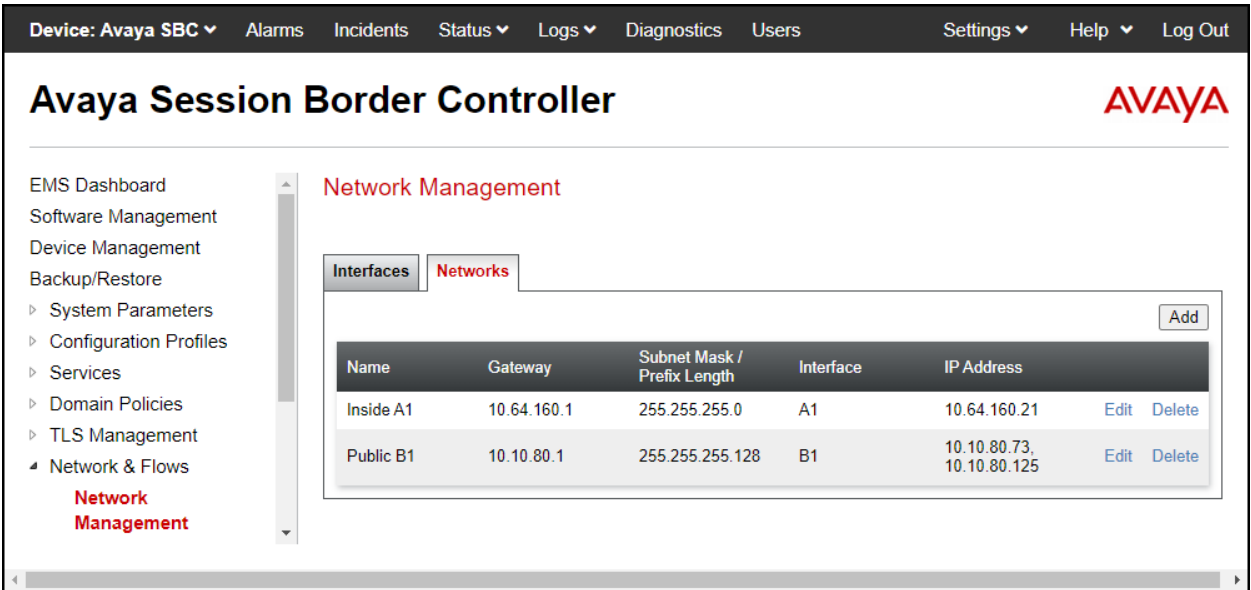 Device: Avaya SBC Alarms Incidents Status Logs Diagnostics Users Settings Help Log Out
Avaya Session Border Controller
AVAYA
EMS Dashboard
Software Management
Device Management
Backup/Restore
System Parameters
Configuration Profiles
Services
Domain Policies
TLS Management
Network & Flows
Network
Management
Network Management
Interfaces Networks
Add
Name Gateway Subnet Mask / Prefix Length Interface IP Address
Inside A1 10.64.160.1 255.255.255.0 A1 10.64.160.21 Edit Delete
Public B1 10.10.80.1 255.255.255.128 B1 10.10.80.73, 10.10.80.125 Edit Delete